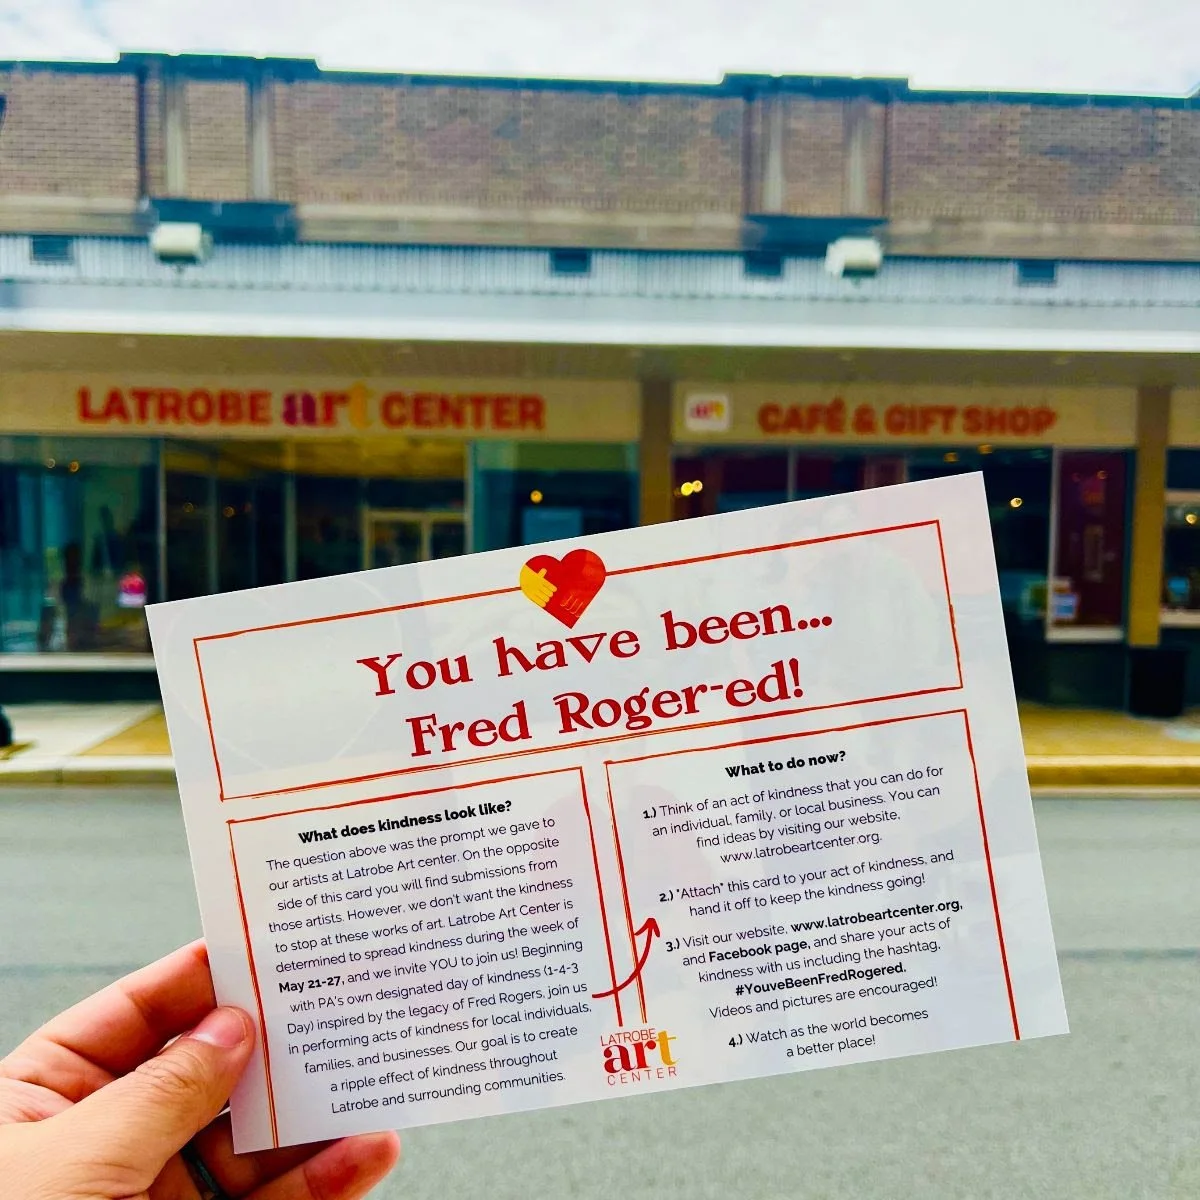 LATROBE art CENTER
art
CAFÉ & GIFT SHOP
You have been...
Fred Roger-ed!
What does kindness look like?
The question above was the prompt we gave to
our artists at Latrobe Art center. On the opposite
side of this card you will find submissions from
those artists. However, we don't want the kindness
to stop at these works of art. Latrobe Art Center is
determined to spread kindness during the week of
May 21-27, and we invite YOU to join us! Beginning
with PA's own designated day of kindness (1-4-3
Day) inspired by the legacy of Fred Rogers, join us
in performing acts of kindness for local individuals,
families, and businesses. Our goal is to create
a ripple effect of kindness throughout
Latrobe and surrounding communities.
What to do now?
1.) Think of an act of kindness that you can do for
an individual, family, or local business. You can
find ideas by visiting our website,
www.latrobeartcenter.org.
2.) "Attach" this card to your act of kindness, and
hand it off to keep the kindness going!
3.) Visit our website, www.latrobeartcenter.org,
and Facebook page, and share your acts of
kindness with us including the hashtag,
#YouveBeenFredRogered.
Videos and pictures are encouraged!
4.) Watch as the world becomes
a better place!
LATROBE
art
CENTER